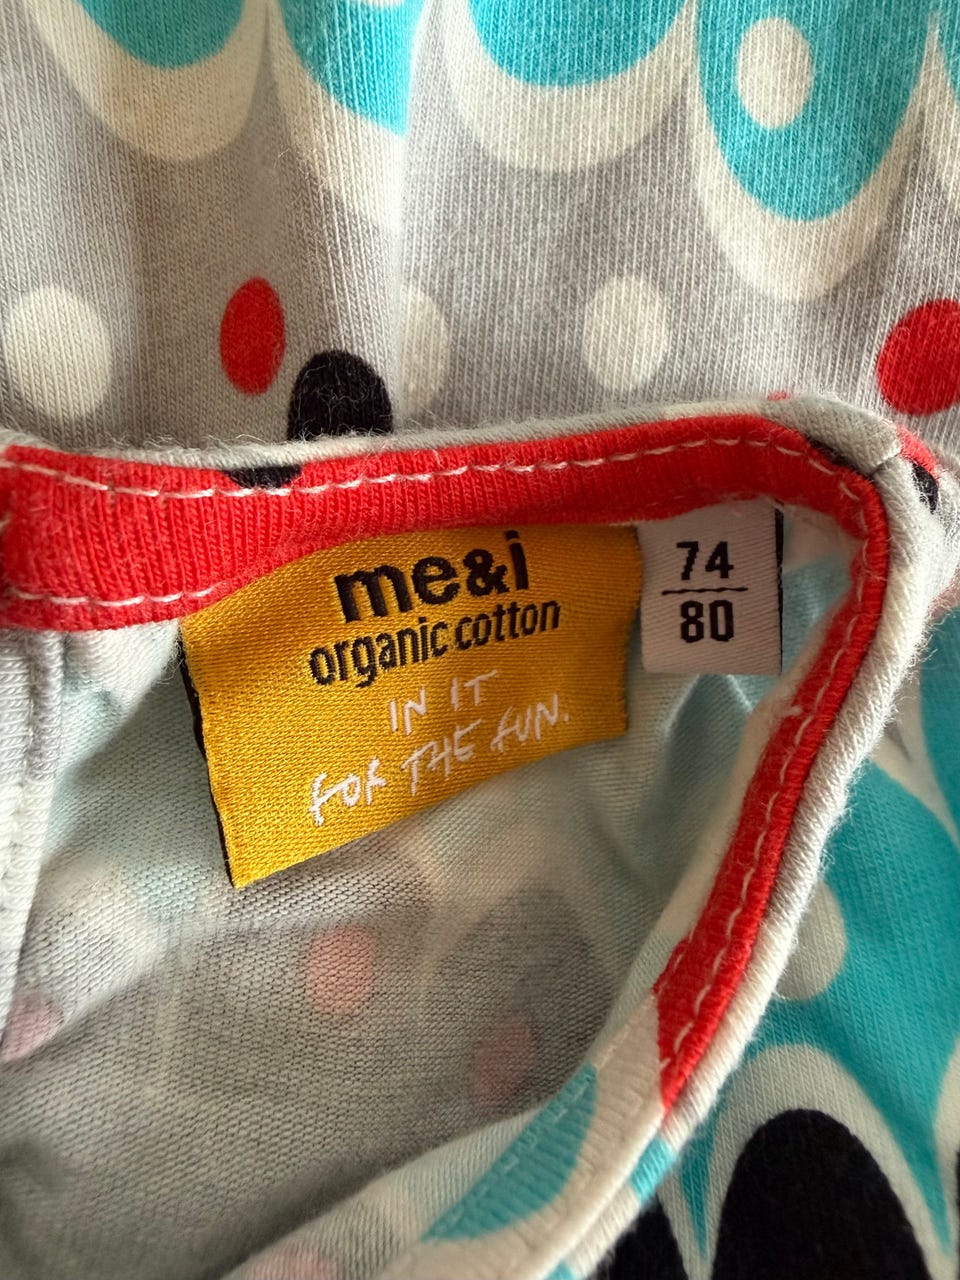 me&i
organic cotton
IN IT
FOR THE FUN.
74
80